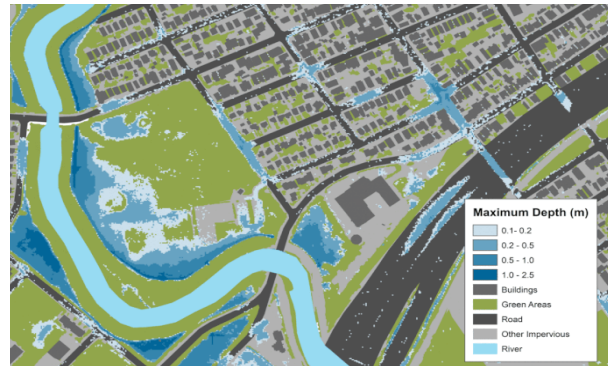 Maximum Depth (m)
0.1- 0.2
0.2 - 0.5
0.5 - 1.0
1.0 - 2.5
Buildings
Green Areas
Road
Other Impervious
River